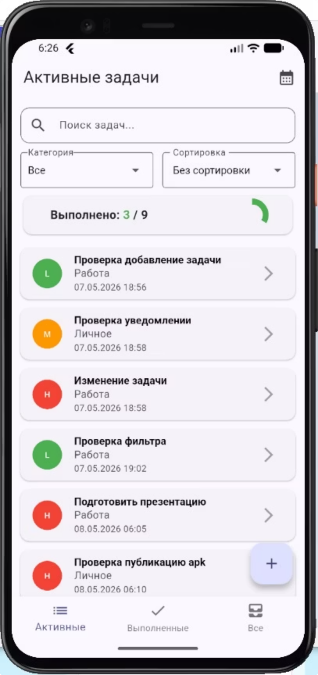 6:26
Активные задачи
Поиск задач...
Категория
Сортировка
Все
Без сортировки
Выполнено: 3 / 9
L
Проверка добавление задачи
Работа
07.05.2026 18:56
M
Проверка уведомлении
Личное
07.05.2026 18:58
H
Изменение задачи
Работа
07.05.2026 18:58
L
Проверка фильтра
Работа
07.05.2026 19:02
H
Подготовить презентацию
Работа
08.05.2026 06:05
H
Проверка публикацию apk
Личное
08.05.2026 06:10
+
Активные
Выполненные
Все